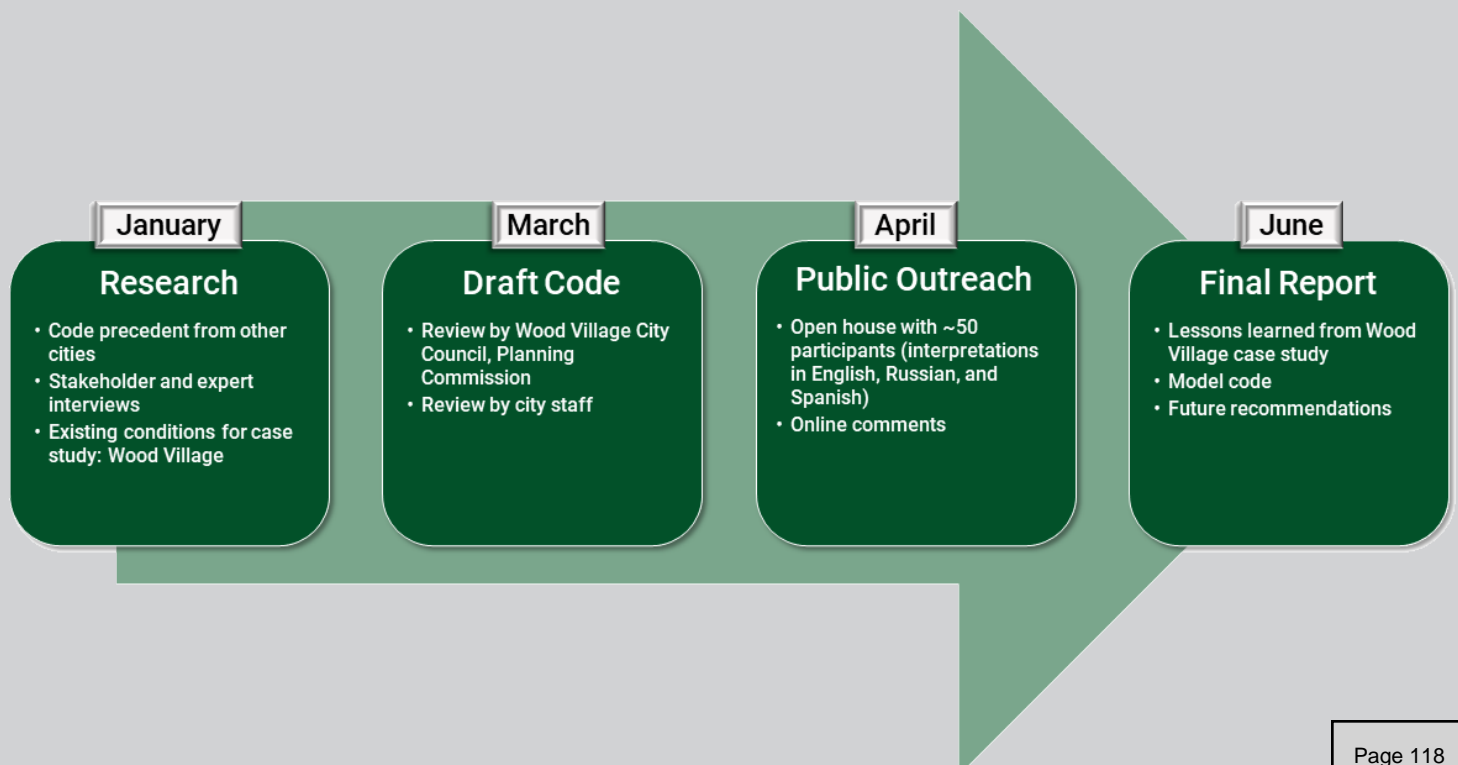 January
Research
• Code precedent from other
cities
• Stakeholder and expert
interviews
• Existing conditions for case
study: Wood Village
March
Draft Code
• Review by Wood Village City
Council, Planning
Commission
• Review by city staff
April
Public Outreach
• Open house with ~50
participants (interpretations
in English, Russian, and
Spanish)
• Online comments
June
Final Report
• Lessons learned from Wood
Village case study
• Model code
• Future recommendations
Page 118